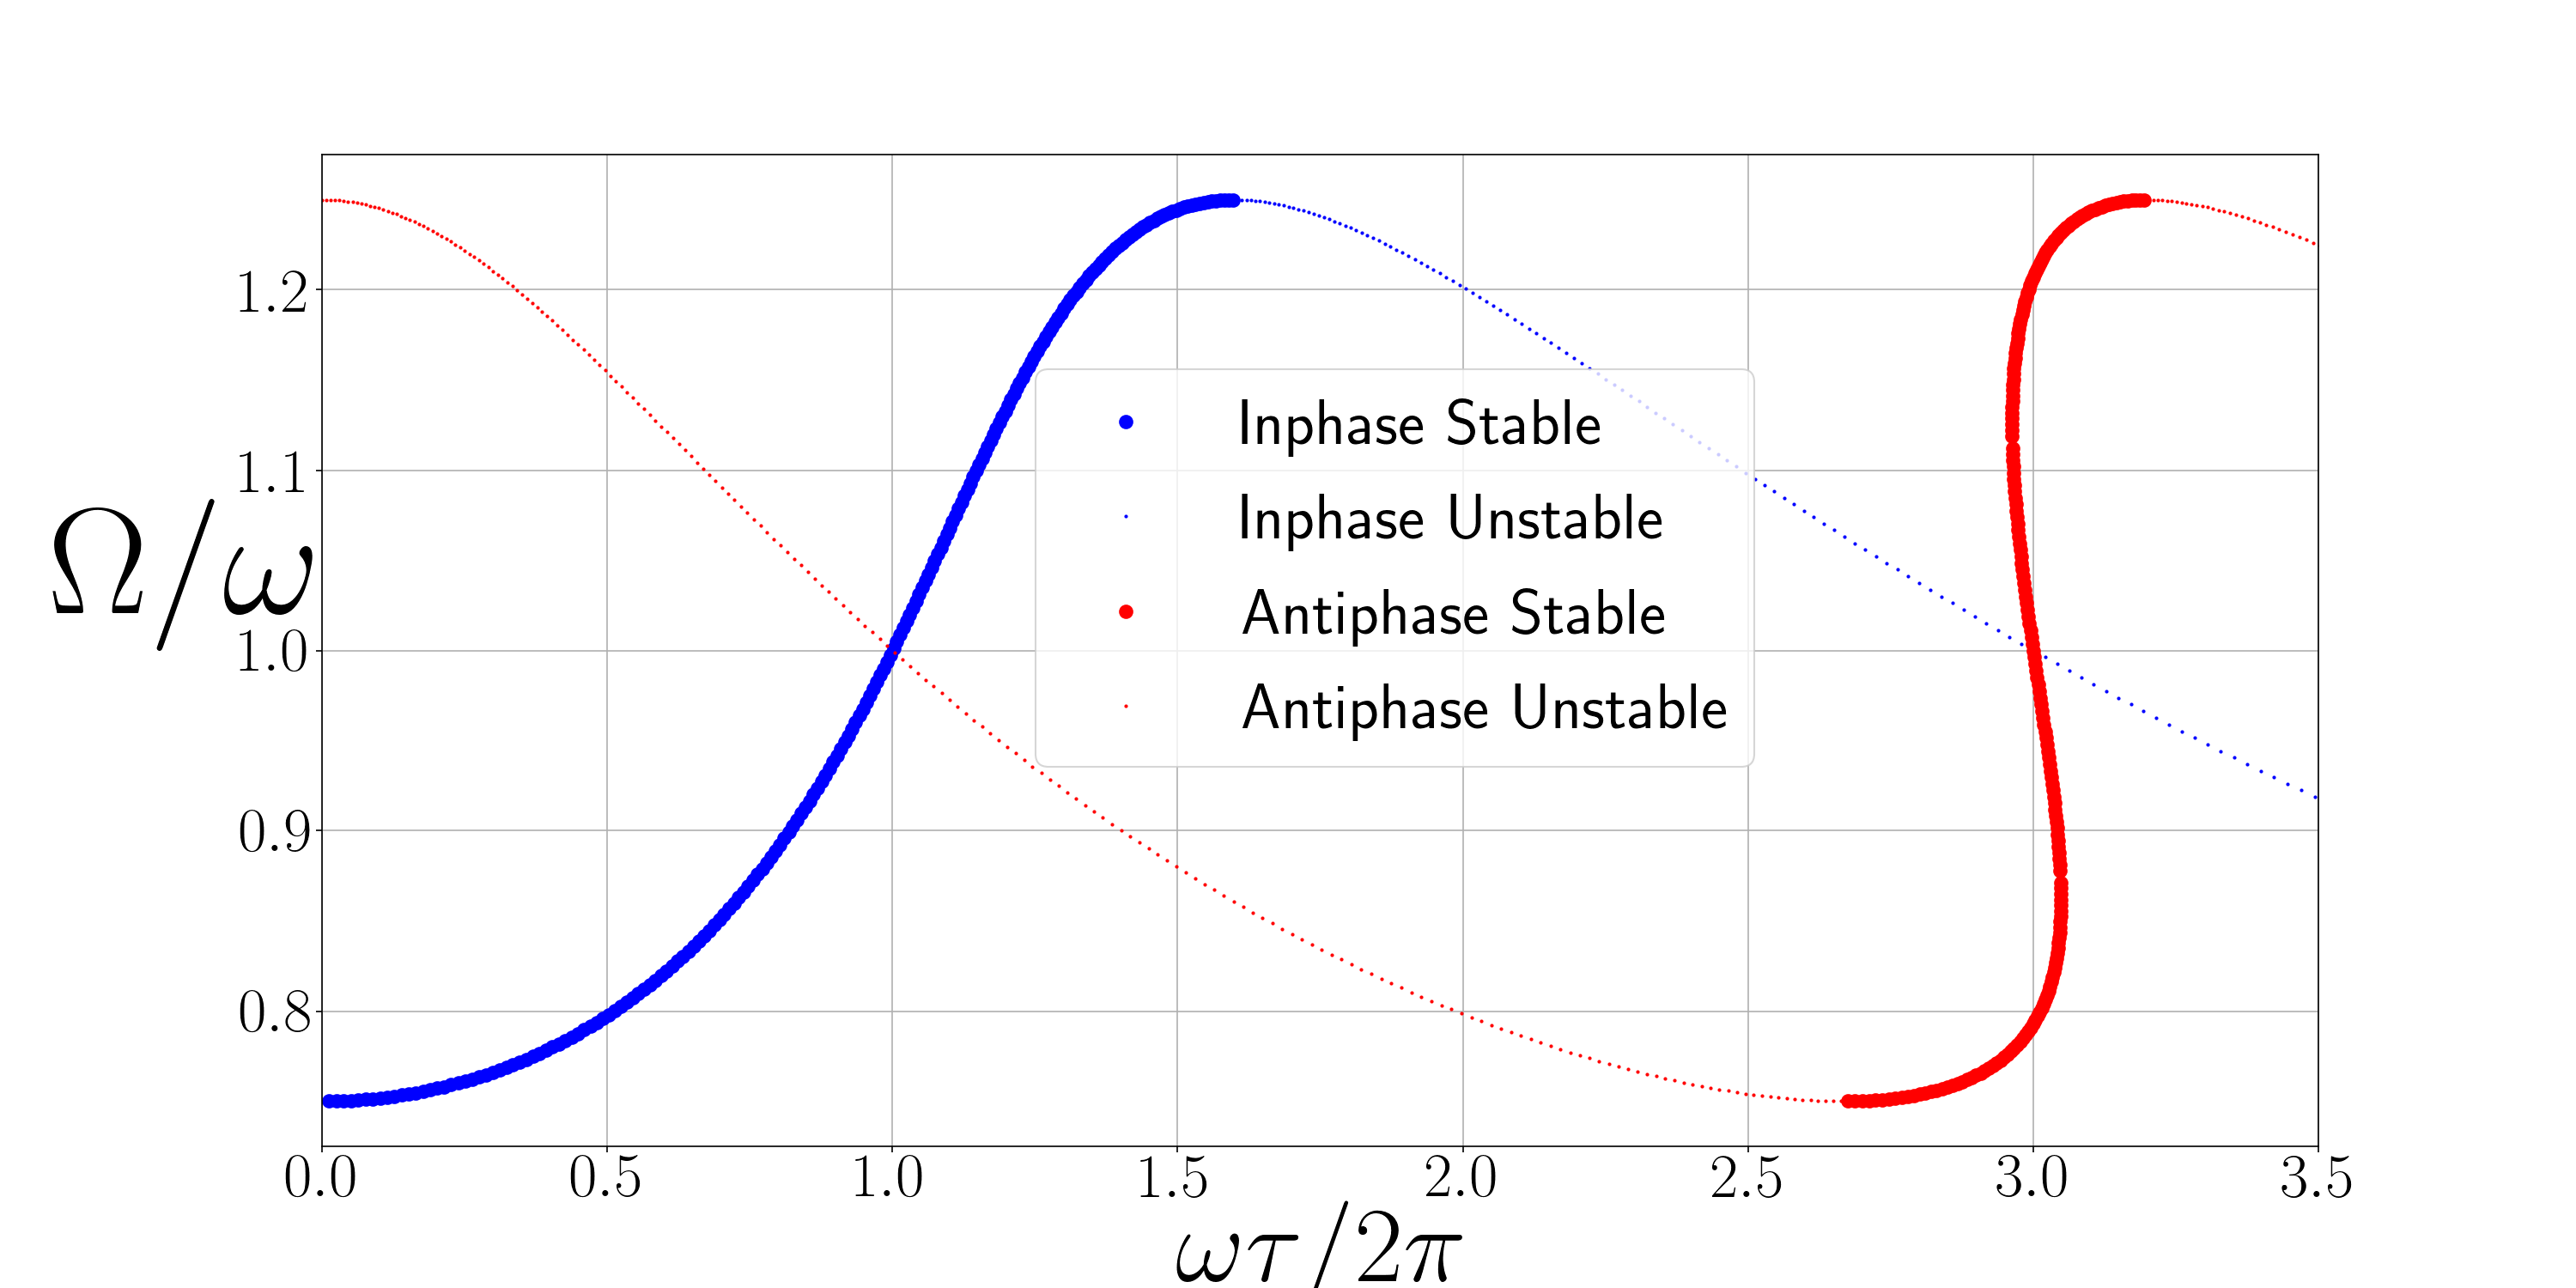 1.2
1.1
1.0
0.9
0.8
Ω/ω
Inphase Stable
Inphase Unstable
Antiphase Stable
Antiphase Unstable
0.0 0.5 1.0 1.5 2.0 2.5 3.0 3.5
ωτ/2π